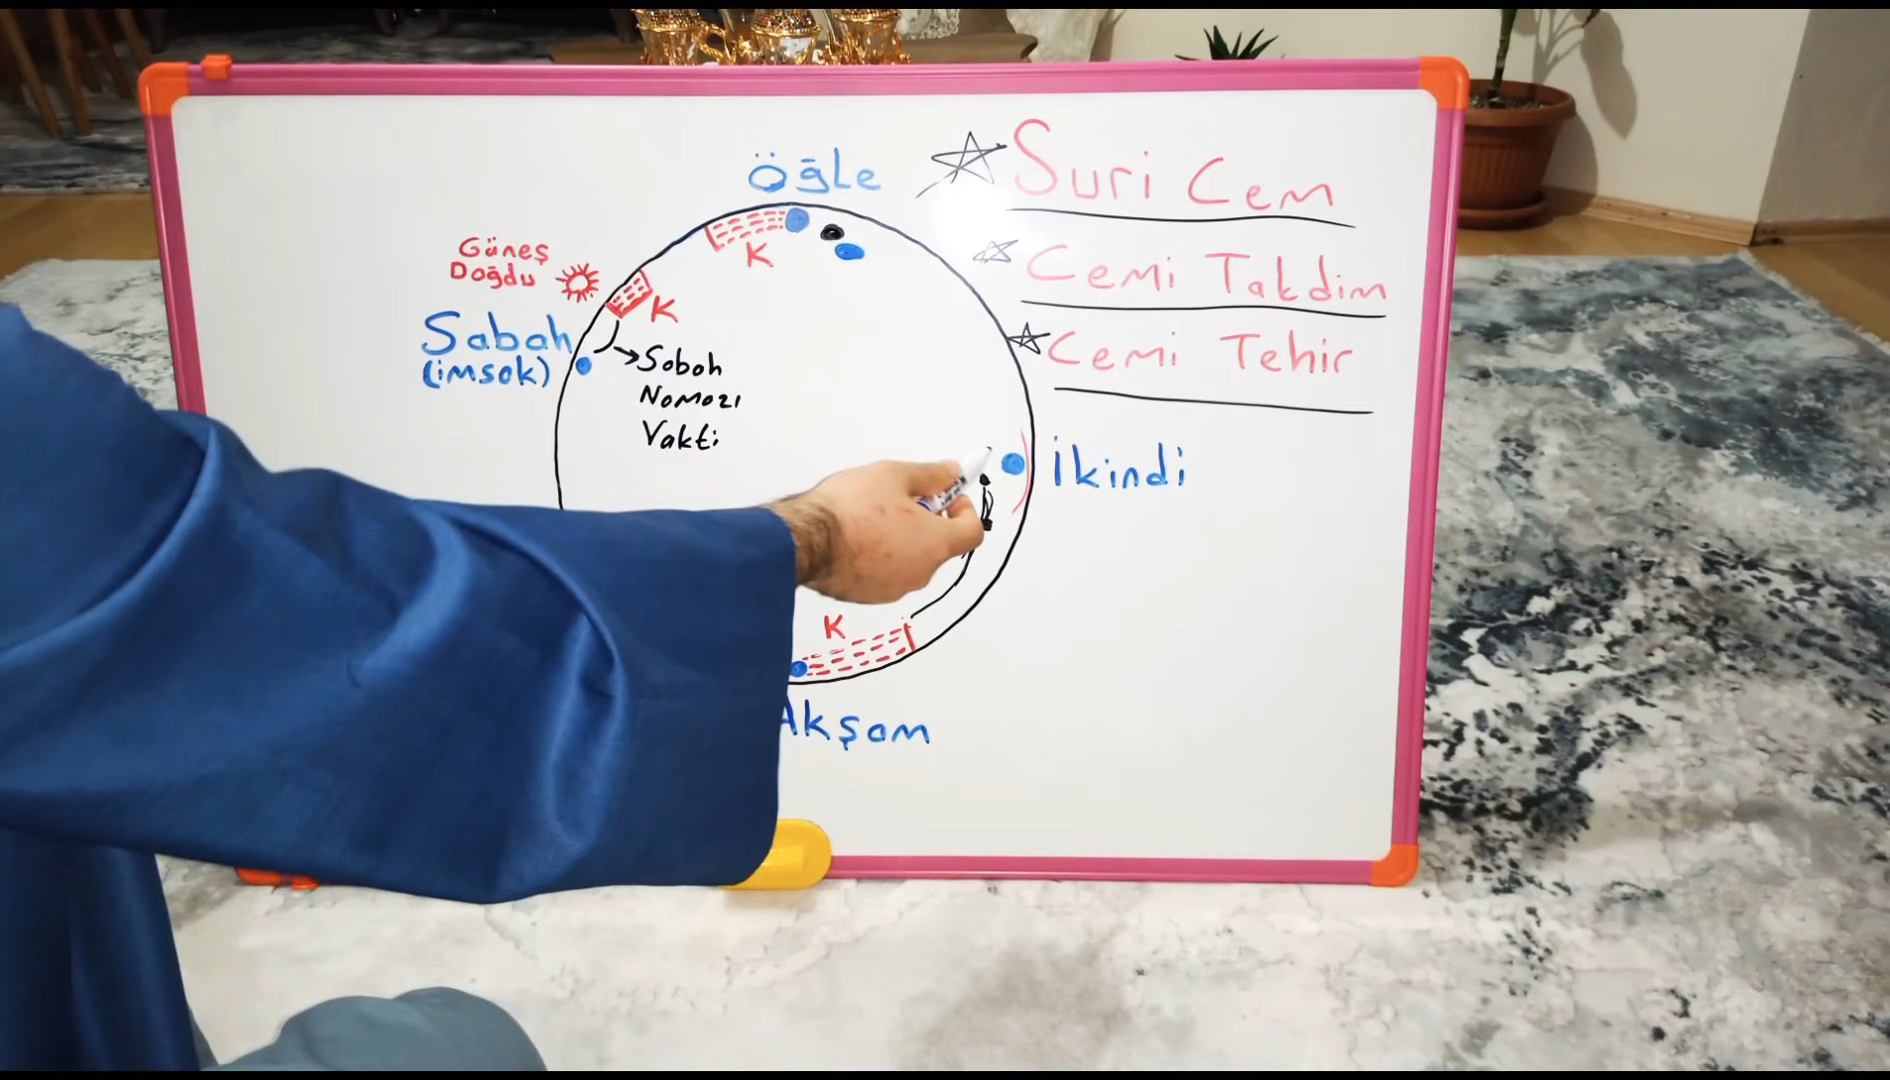 Öğle
Suri Cem
Cemi Takdim
Cemi Tehir
Güneş
Doğdu
K
K
Sabah
(imsak)
Sabah
Namazı
Vakti
İkindi
K
Akşam